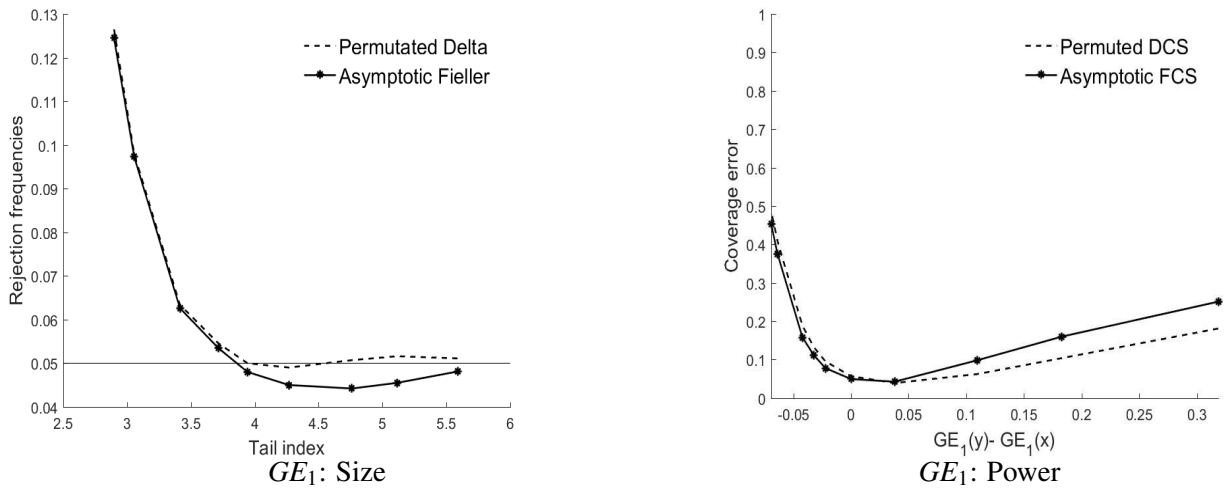 0.13
0.12
0.11
0.1
0.09
0.08
0.07
0.06
0.05
0.04
Rejection frequencies
Permutated Delta
Asymptotic Fieller
2.5 3 3.5 4 4.5 5 5.5 6
Tail index
GE1: Size
1
0.9
0.8
0.7
0.6
0.5
0.4
0.3
0.2
0.1
0
Coverage error
Permuted DCS
Asymptotic FCS
-0.05 0 0.05 0.1 0.15 0.2 0.25 0.3
GE1(y)- GE1(x)
GE1: Power